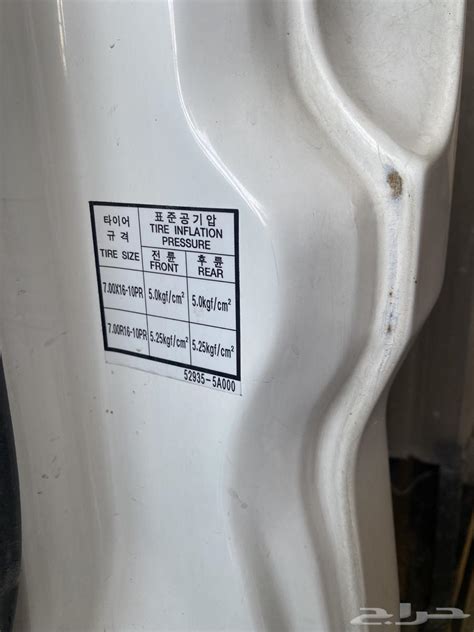 타이어
규 격
TIRE SIZE
표준공기압
TIRE INFLATION
PRESSURE
전 륜
FRONT
후 륜
REAR
7.00X16-10PR 5.0kgf/cm² 5.0kgf/cm²
7.00R16-10PR 5.25kgf/cm² 5.25kgf/cm²
52935-5A000
حراج